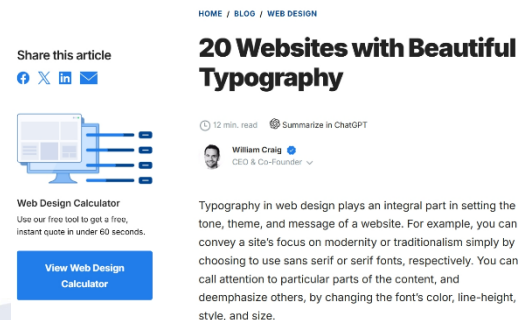 HOME / BLOG / WEB DESIGN
20 Websites with Beautiful
Typography
12 min. read Summarize in ChatGPT
William Craig
CEO & Co-Founder
Typography in web design plays an integral part in setting the
tone, theme, and message of a website. For example, you can
convey a site's focus on modernity or traditionalism simply by
choosing to use sans serif or serif fonts, respectively. You can
call attention to particular parts of the content, and
deemphasize others, by changing the font's color, line-height,
style, and size.
Share this article
Web Design Calculator
Use our free tool to get a free,
instant quote in under 60 seconds.
View Web Design
Calculator